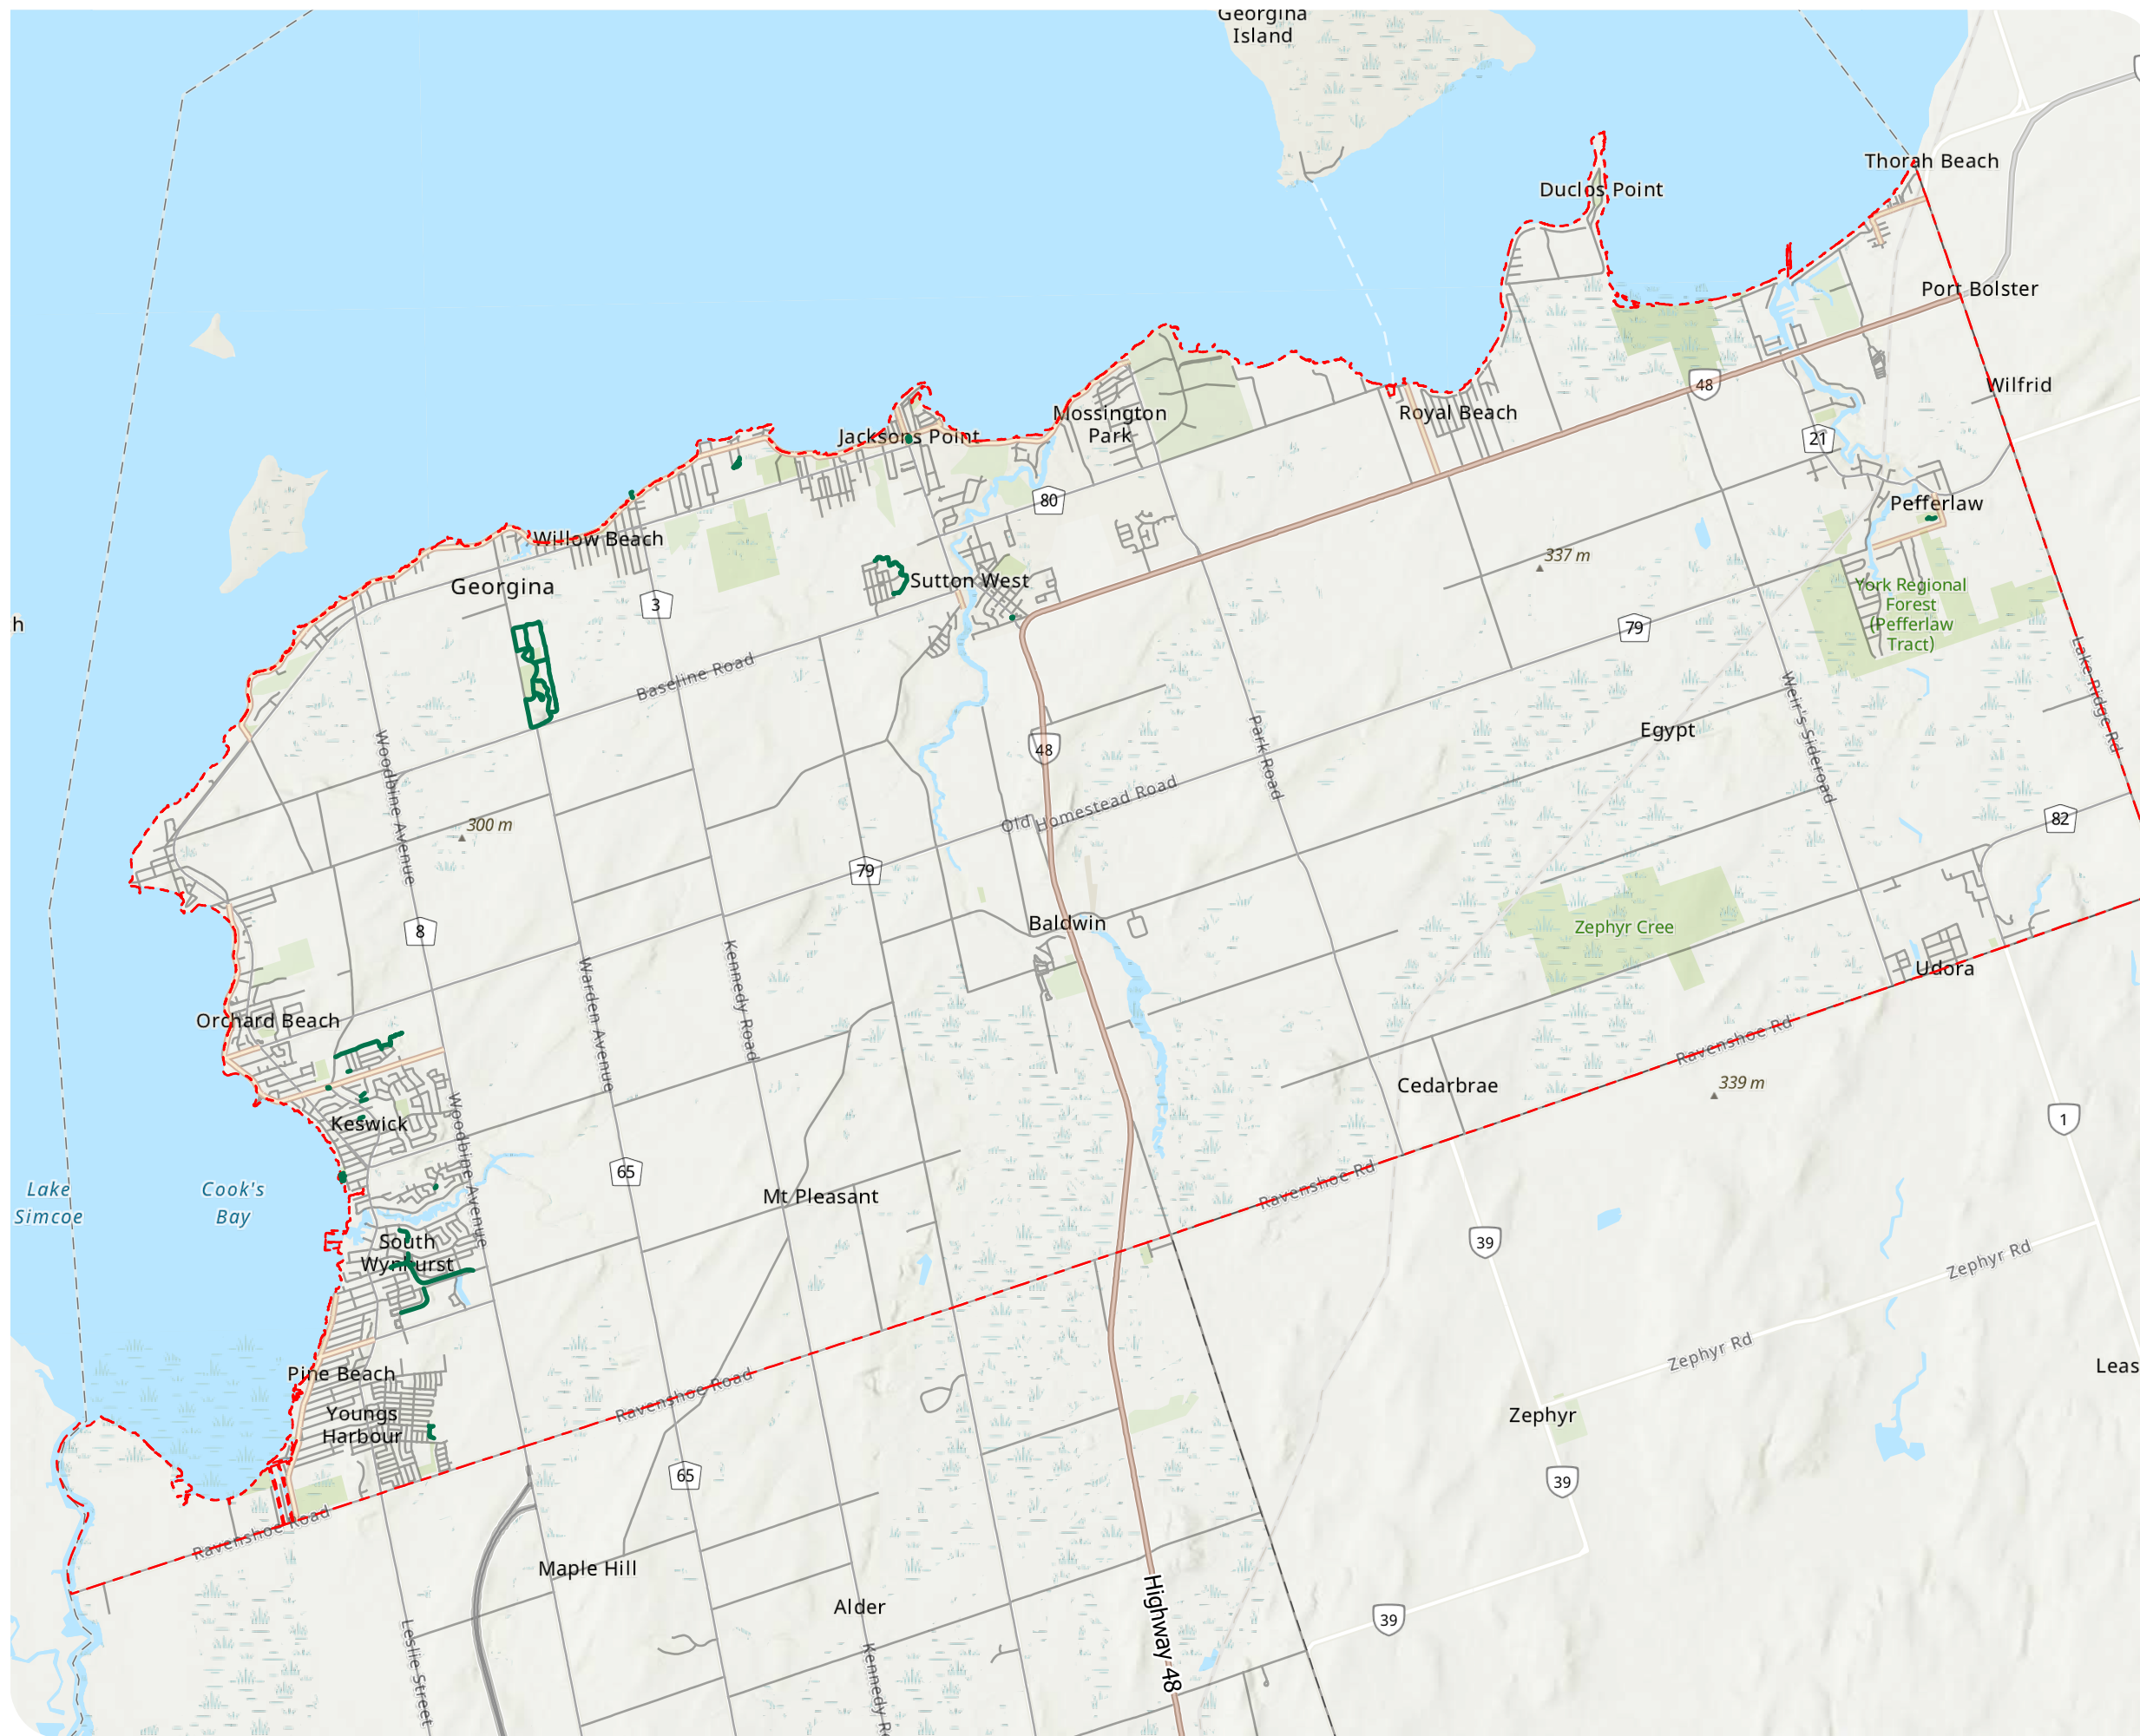 Georgina
Island
Thorah Beach
Duclos Point
Port Bolster
Wilfrid
48
Royal Beach
Mossington
Park
Jacksons Point
21
80
Pefferlaw
Willow Beach
337 m
Georgina
Sutton West
York Regional
Forest
(Pefferlaw
Tract)
3
79
Baseline Road
Lake Ridge Rd
Weir's Sideroad
Egypt
Woodbine Avenue
48
Park Road
Old Homestead Road
300 m
82
79
8
Baldwin
Zephyr Cree
Kennedy Road
Warden Avenue
Udora
Orchard Beach
Ravenshoe Rd
339 m
Cedarbrae
1
Keswick
Woodbine Avenue
65
Mt Pleasant
Ravenshoe Rd
Lake
Simcoe
Cook's
Bay
South
Wynhurst
39
Zephyr Rd
Zephyr Rd
Leas
Pine Beach
Ravenshoe Road
Youngs
Harbour
Zephyr
65
39
Ravenshoe Road
Maple Hill
Alder
Highway 48
39
Leslie Street
Kennedy R